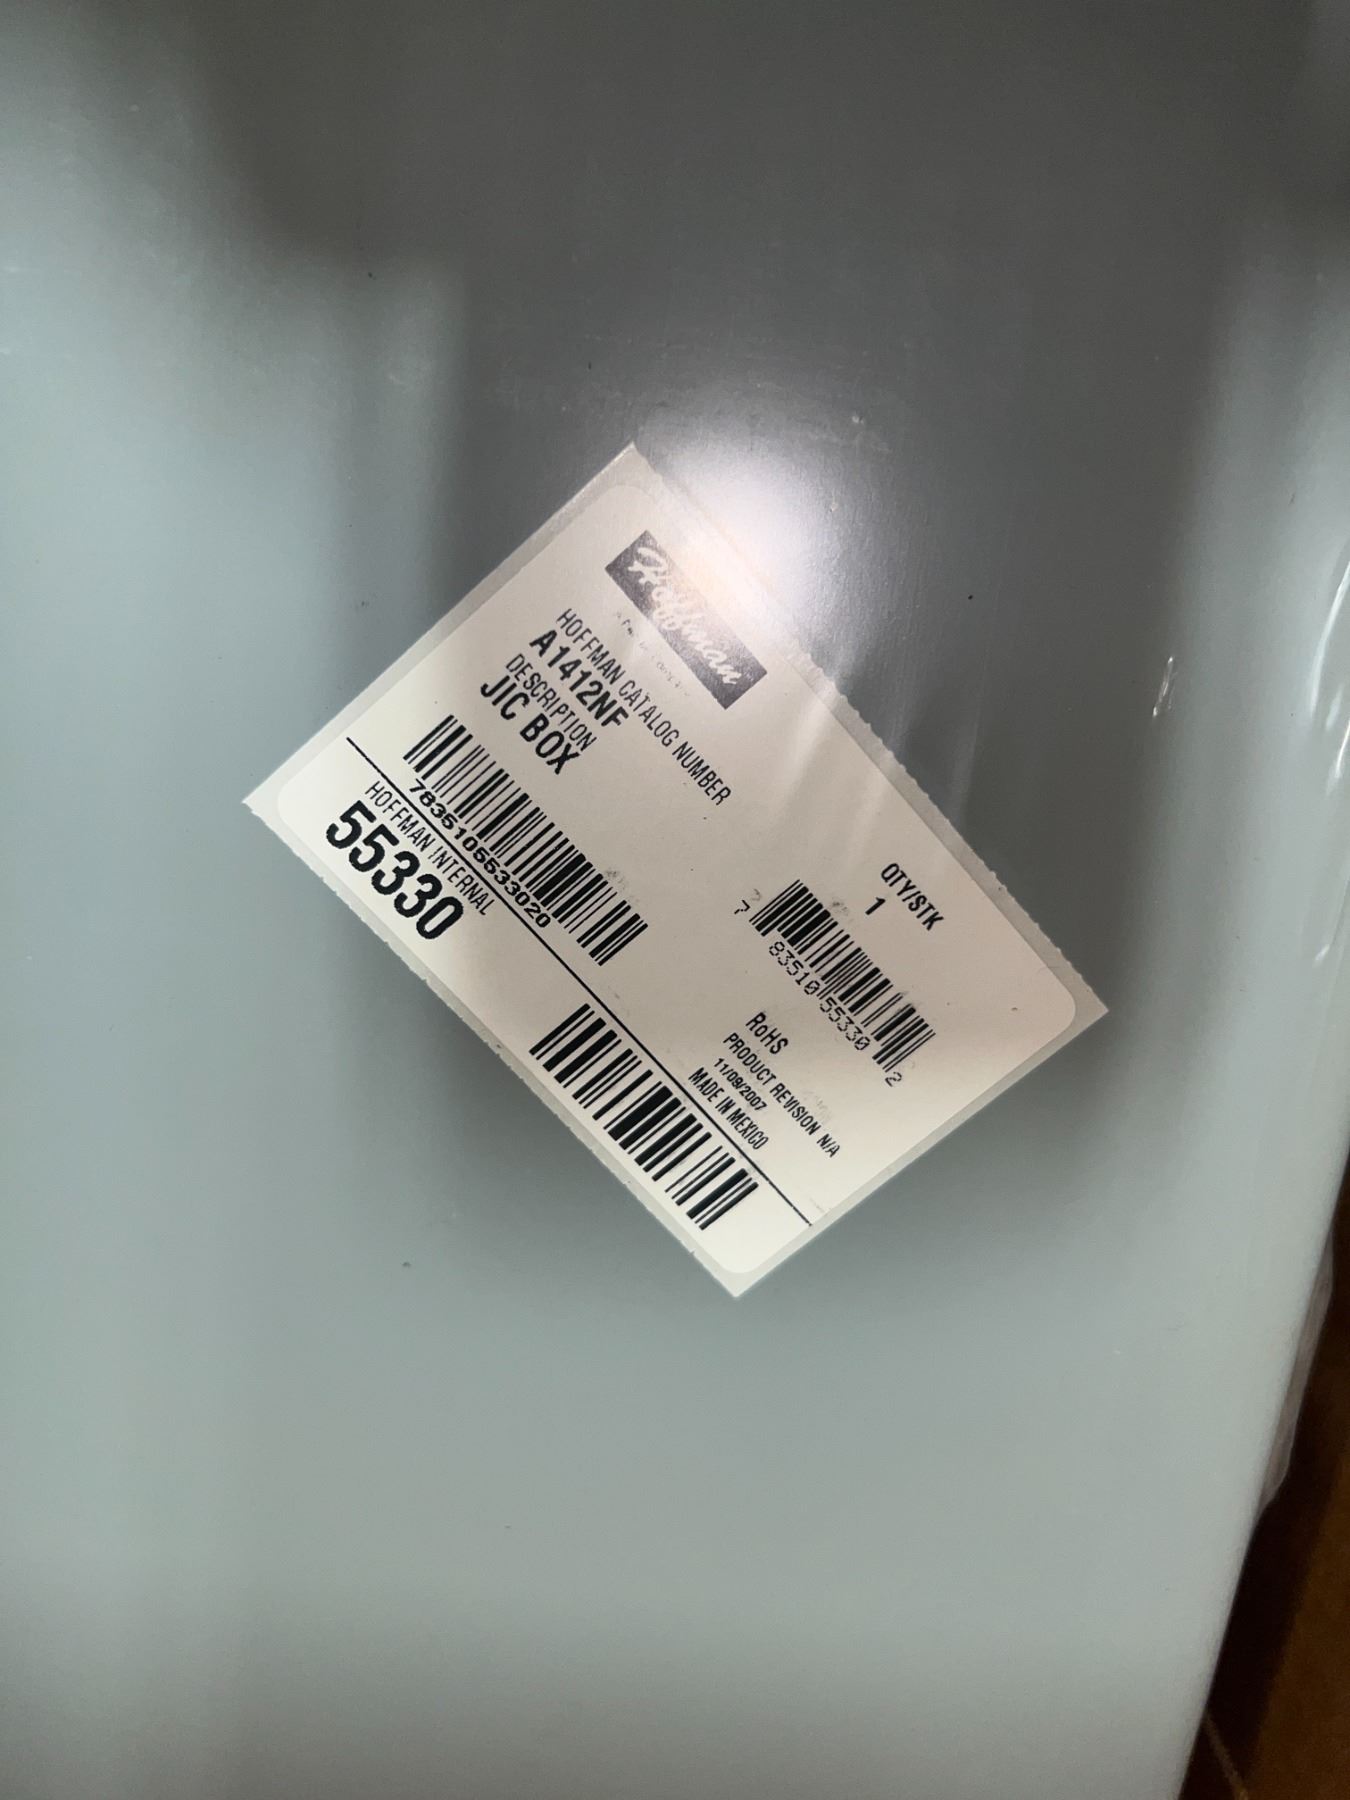 Hoffman
HOFFMAN CATALOG NUMBER
A1412NF
DESCRIPTION
JIC BOX
7835105533020
QTY/STK
1
7 83510 55330 2
RoHS
PRODUCT REVISION N/A
11/09/2007
MADE IN MEXICO
HOFFMAN INTERNAL
55330